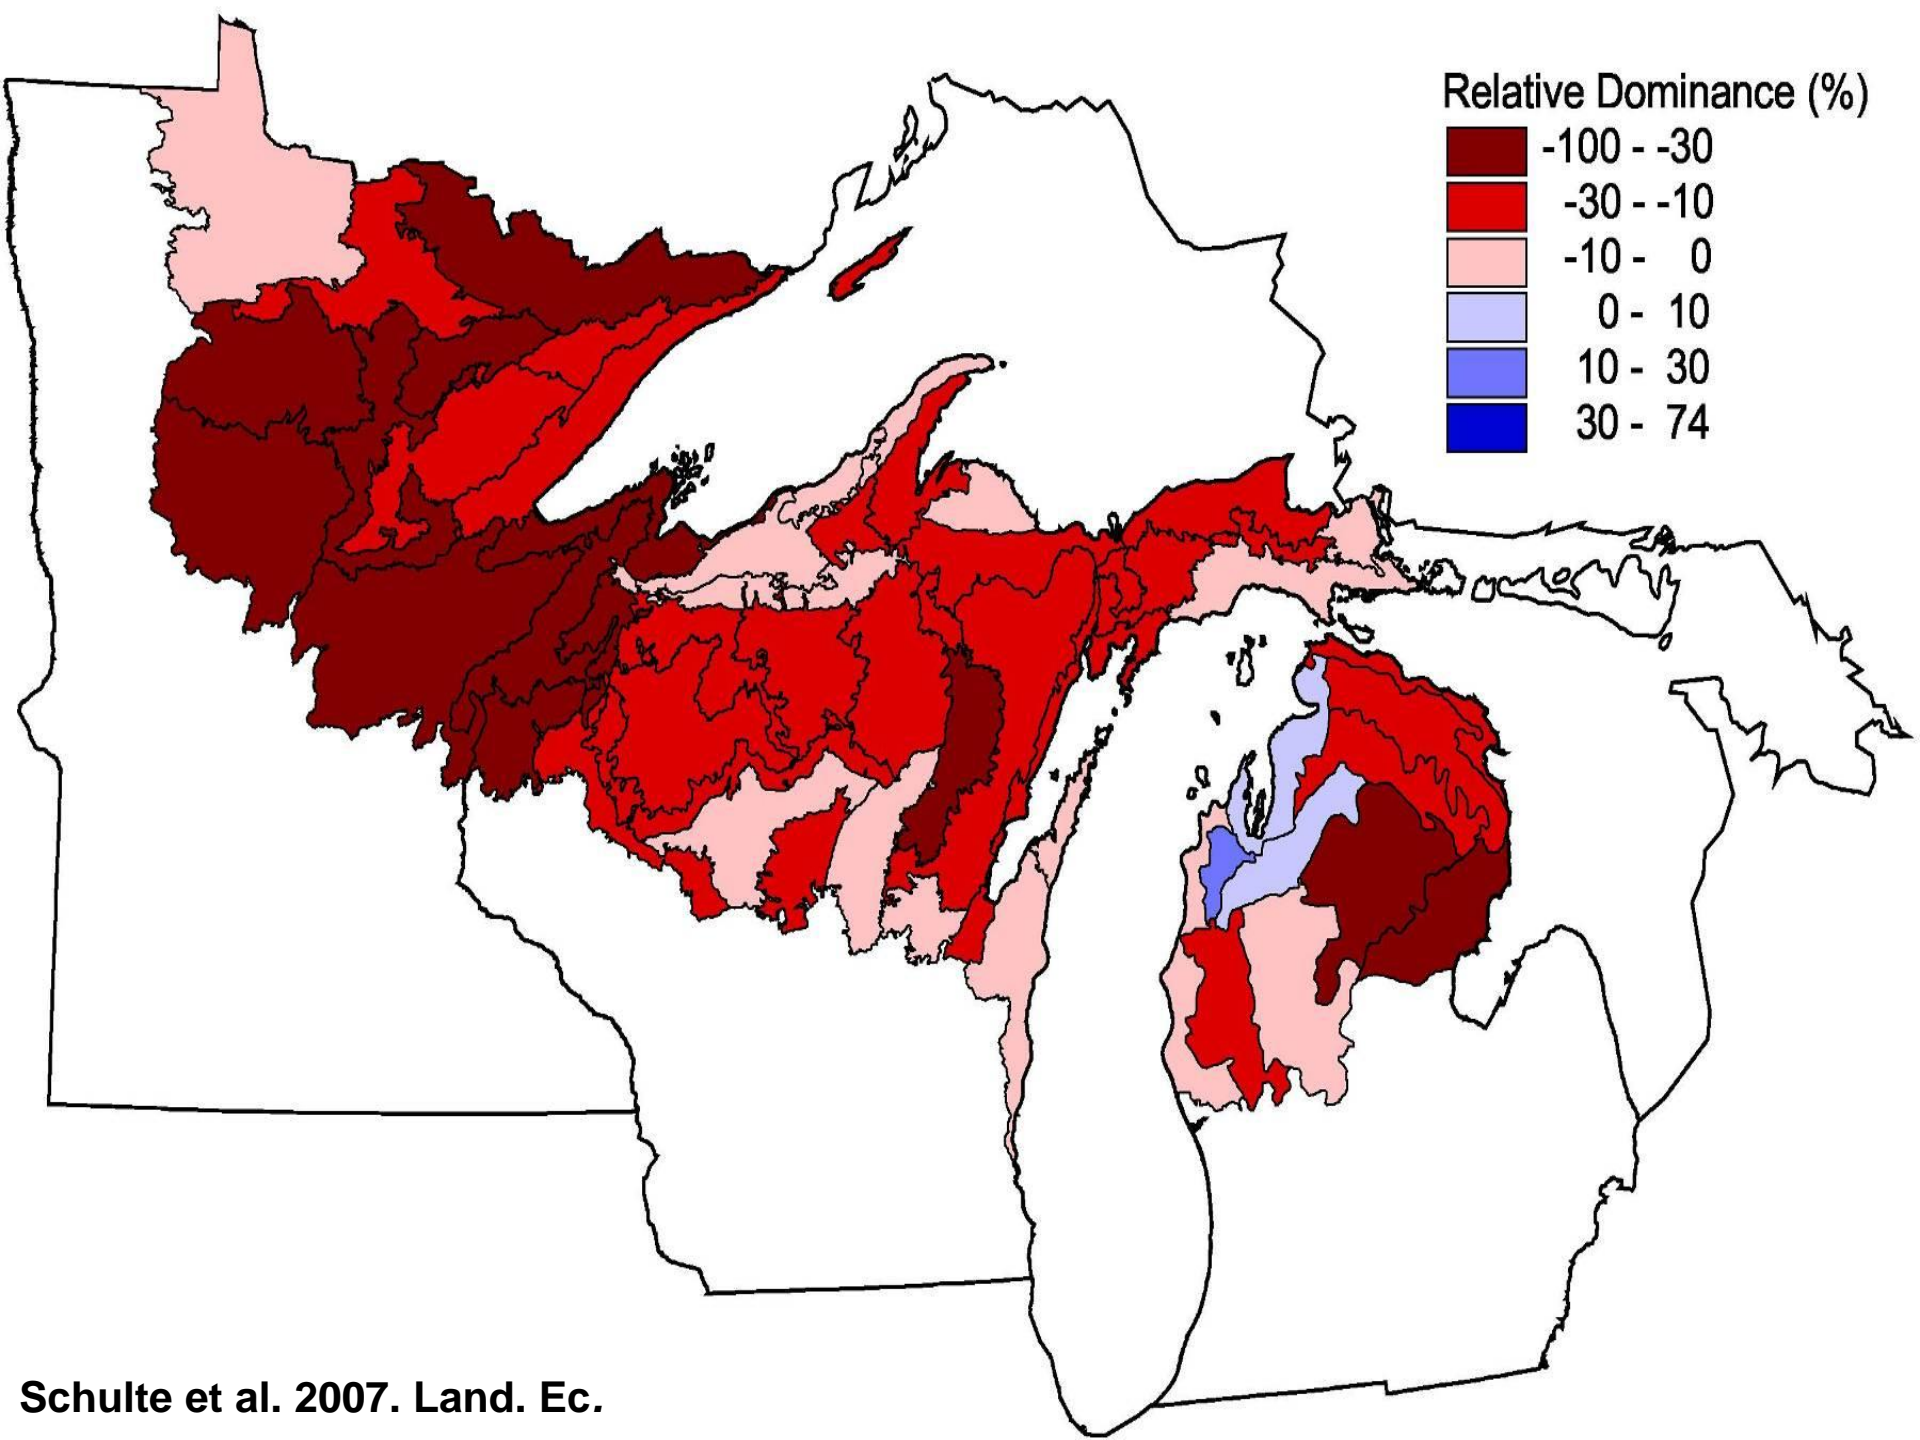 Relative Dominance (%)
-100 - -30
-30 - -10
-10 - 0
0 - 10
10 - 30
30 - 74
Schulte et al. 2007. Land. Ec.